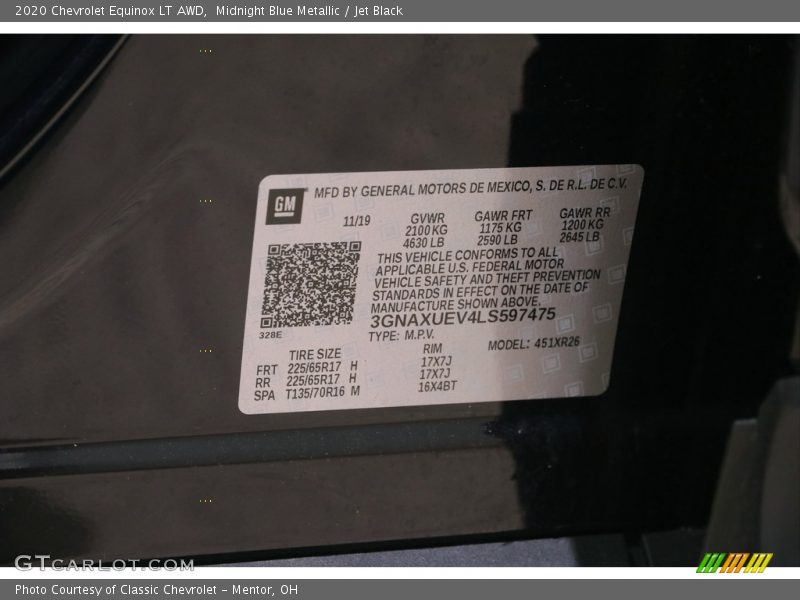 2020 Chevrolet Equinox LT AWD,  Midnight Blue Metallic / Jet Black
GM
MFD BY GENERAL MOTORS DE MEXICO, S. DE R.L. DE C.V.
11/19 GVWR GAWR FRT GAWR RR
2100 KG 1175 KG 1200 KG
4630 LB 2590 LB 2645 LB
THIS VEHICLE CONFORMS TO ALL
APPLICABLE U.S. FEDERAL MOTOR
VEHICLE SAFETY AND THEFT PREVENTION
STANDARDS IN EFFECT ON THE DATE OF
MANUFACTURE SHOWN ABOVE.
3GNAXUEV4LS597475
328E
TYPE: M.P.V. MODEL: 451XR26
TIRE SIZE RIM
FRT 225/65R17 H 17X7J
RR 225/65R17 H 17X7J
SPA T135/70R16 M 16X4BT
GTCARLOT.COM
Photo Courtesy of Classic Chevrolet - Mentor, OH